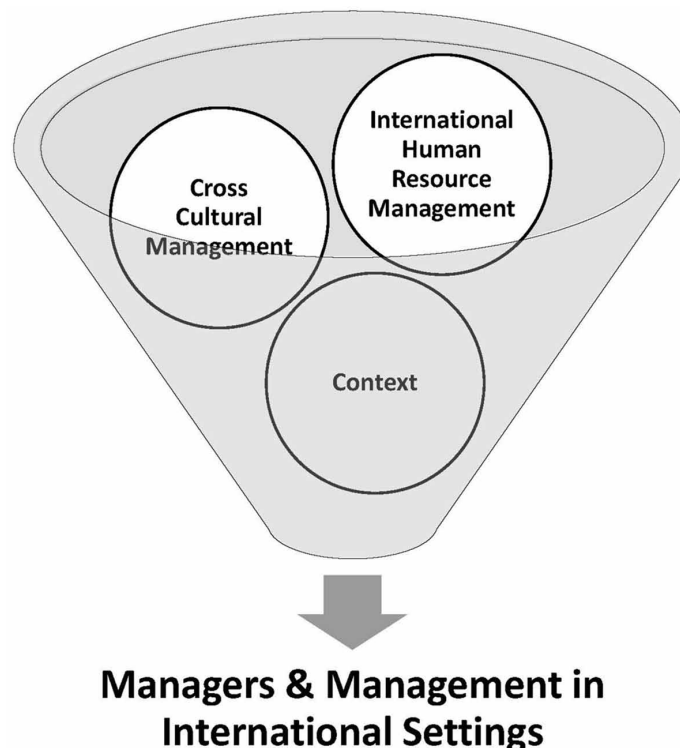 International
Human
Resource
Management
Cross
Cultural
Management
Context
Managers & Management in
International Settings